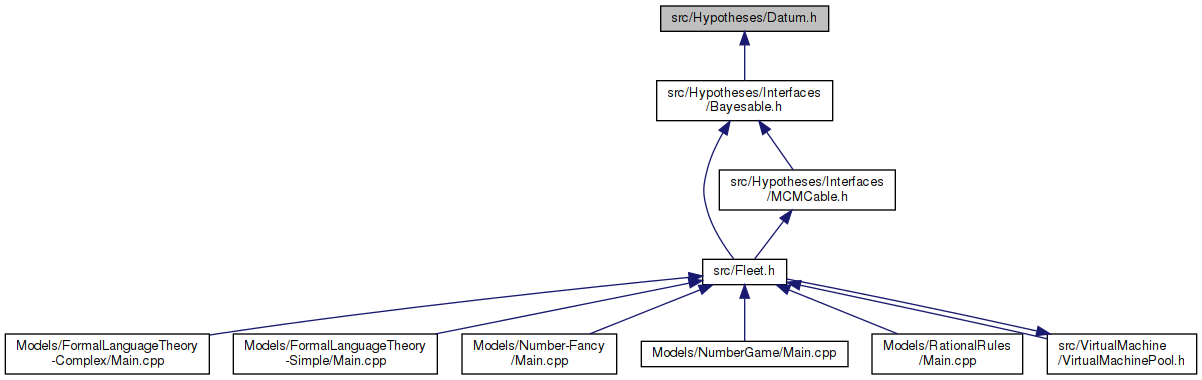 src/Hypotheses/Datum.h
src/Hypotheses/Interfaces
/Bayesable.h
src/Hypotheses/Interfaces
/MCMCable.h
src/Fleet.h
Models/FormalLanguageTheory
-Complex/Main.cpp
Models/FormalLanguageTheory
-Simple/Main.cpp
Models/Number-Fancy
/Main.cpp
Models/NumberGame/Main.cpp
Models/RationalRules
/Main.cpp
src/VirtualMachine
/VirtualMachinePool.h